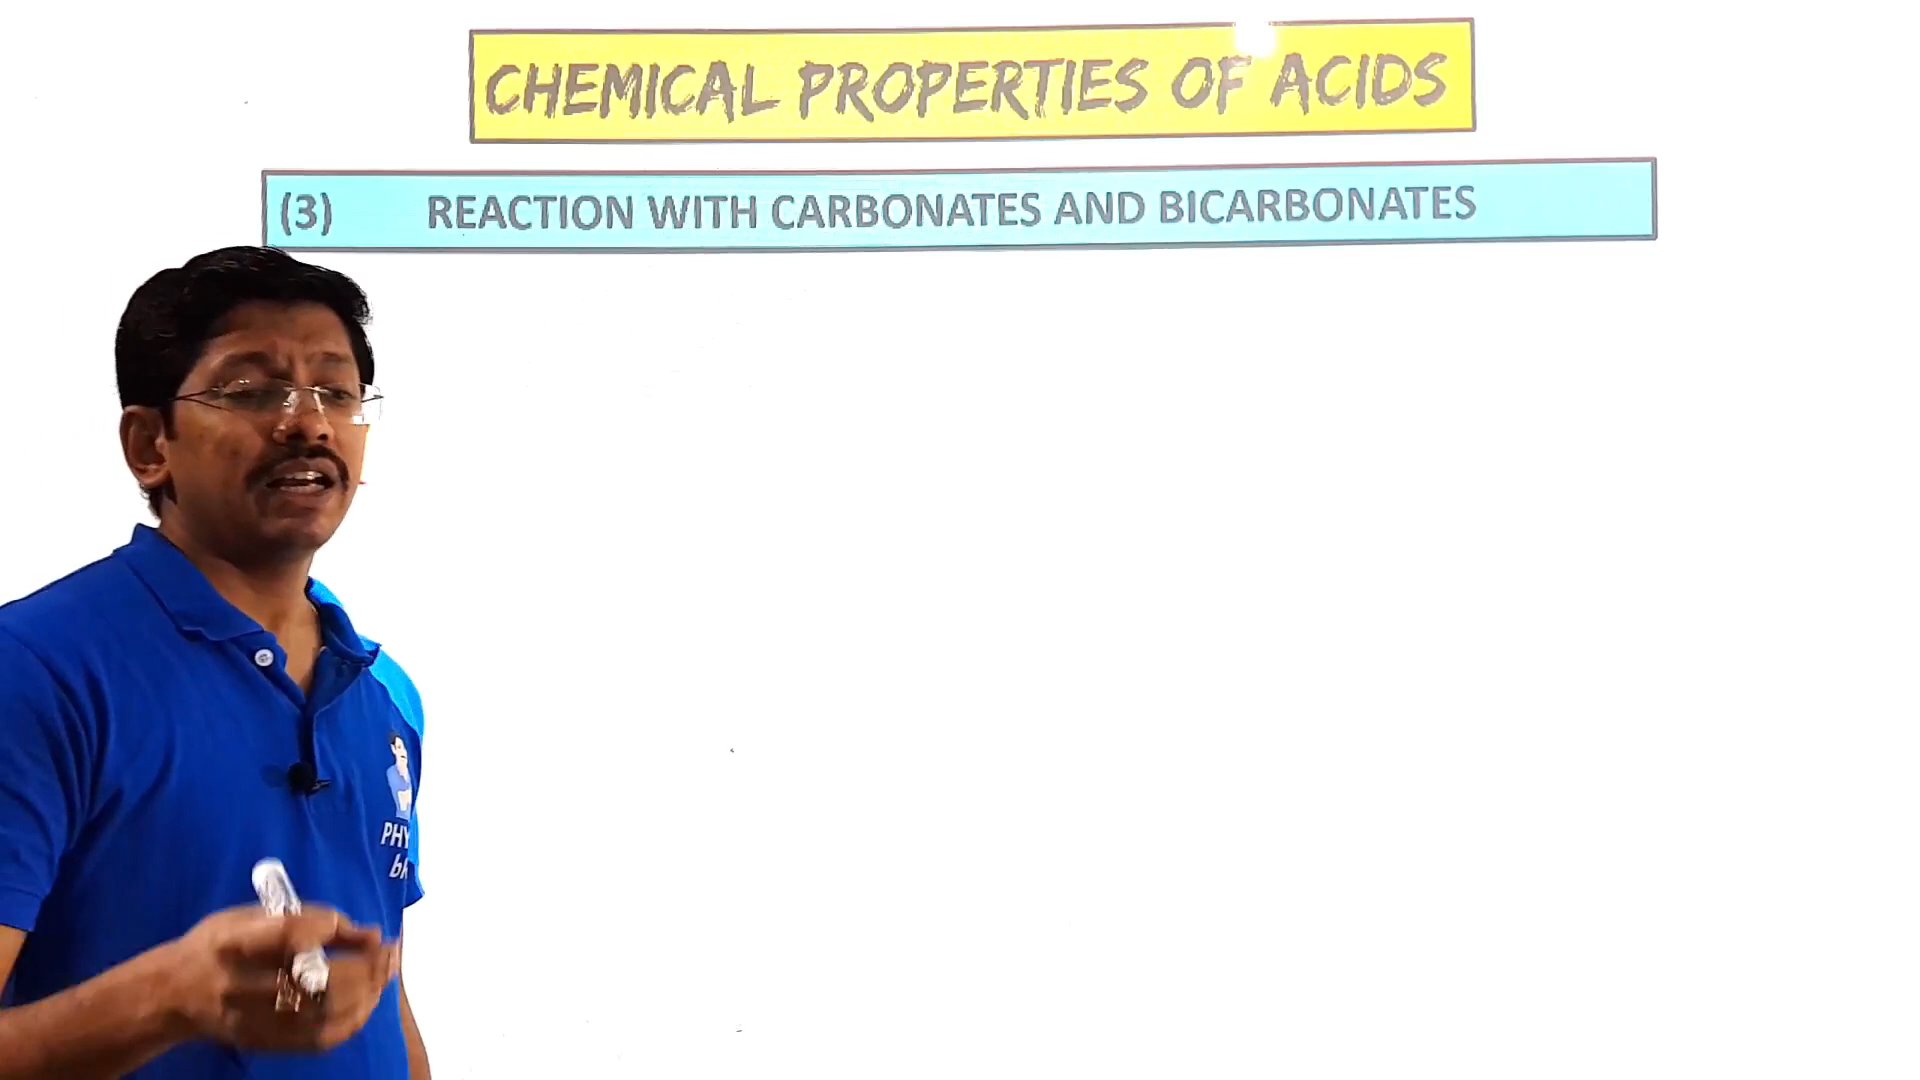 CHEMICAL PROPERTIES OF ACIDS
(3) REACTION WITH CARBONATES AND BICARBONATES